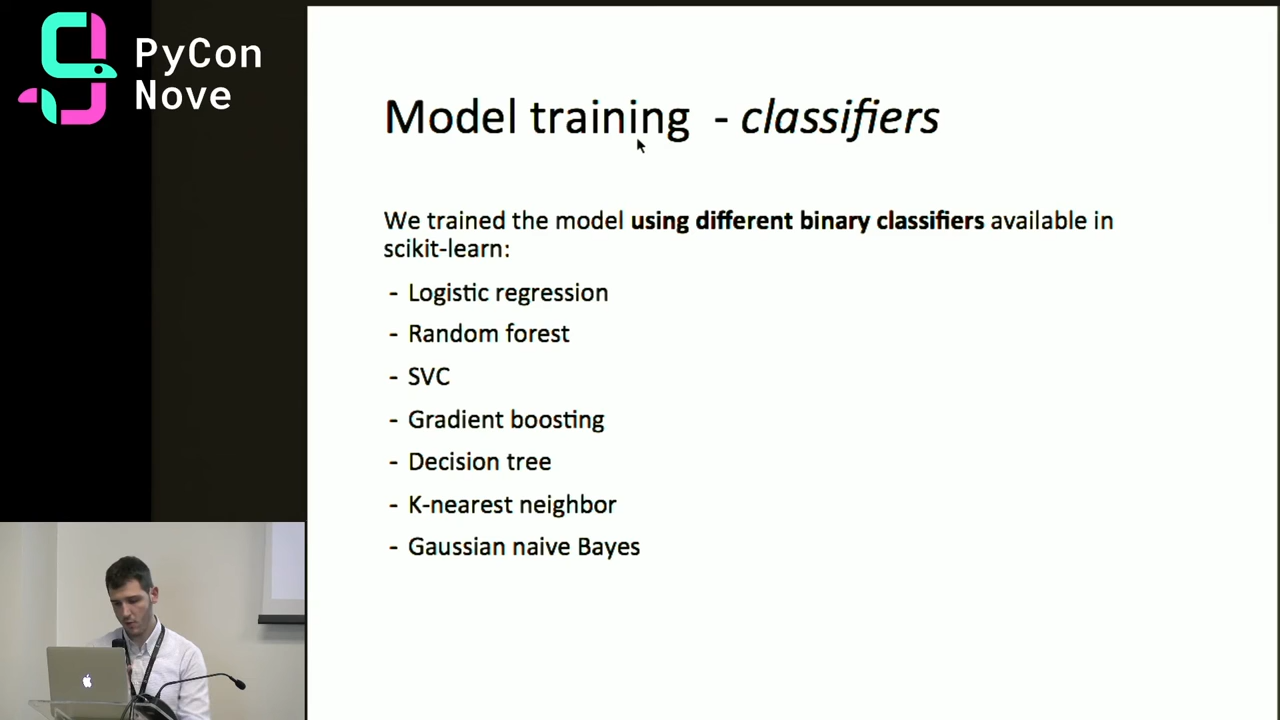 PyCon
Nove
Model training - classifiers
We trained the model using different binary classifiers available in
scikit-learn:
- Logistic regression
- Random forest
- SVC
- Gradient boosting
- Decision tree
- K-nearest neighbor
- Gaussian naive Bayes